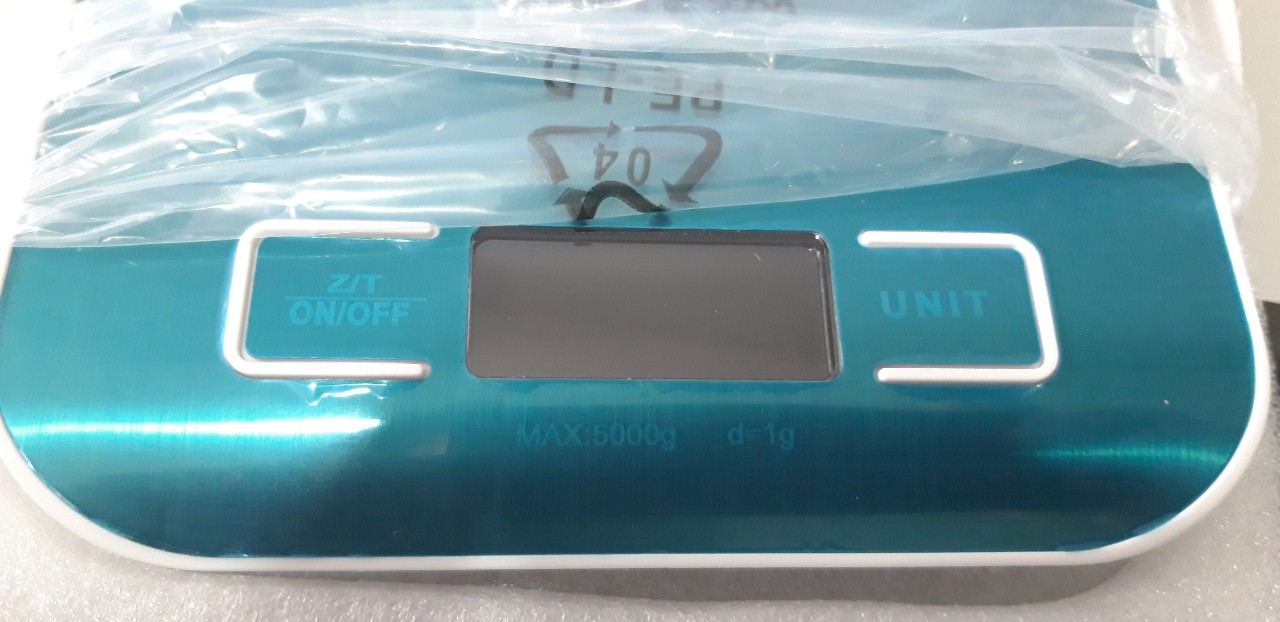 PE-LD
04
Z/T
ON/OFF
UNIT
MAX:5000g d=1g